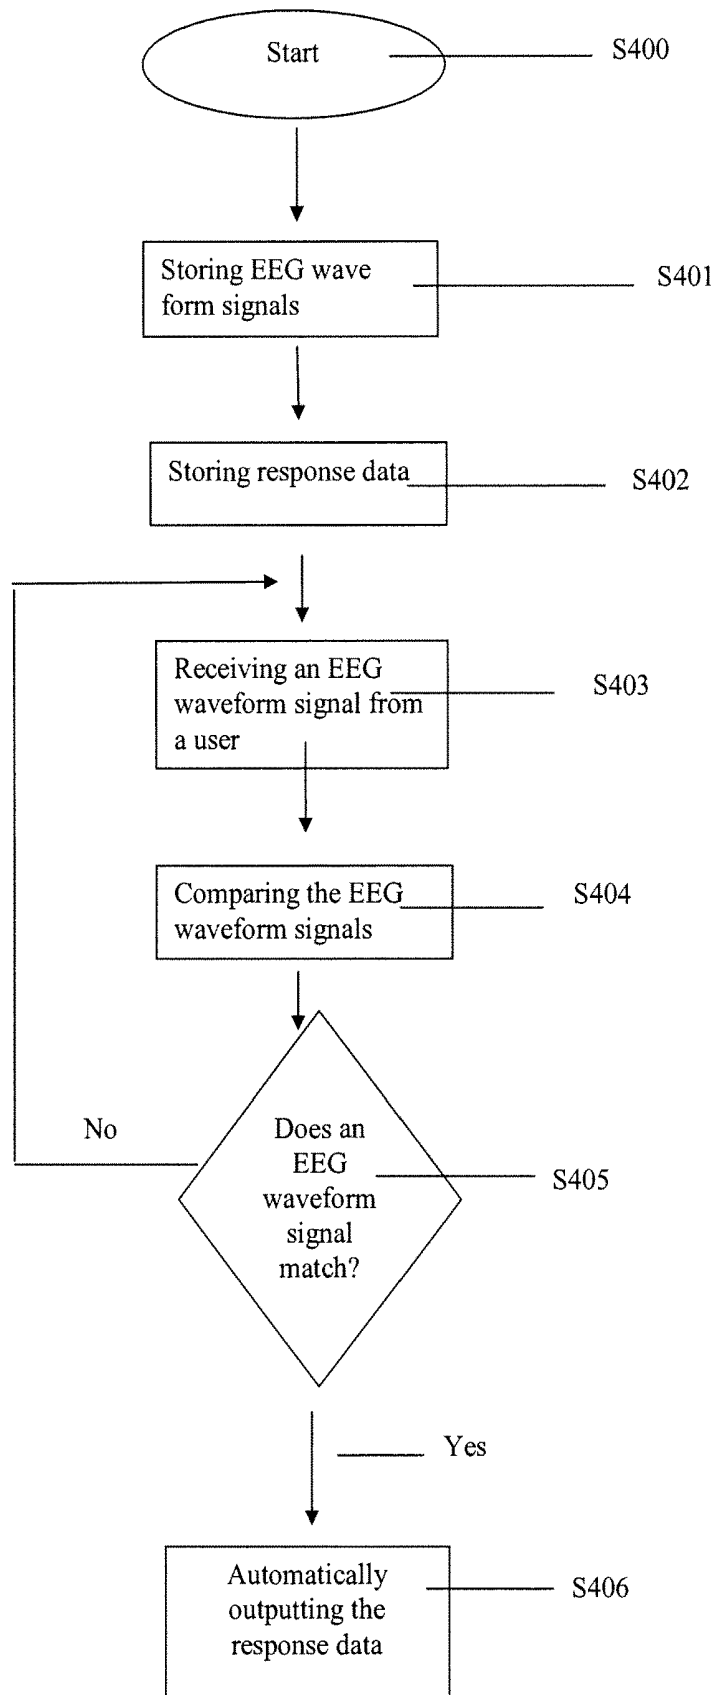 Start
S400
Storing EEG wave
form signals
S401
Storing response data
S402
Receiving an EEG
waveform signal from
a user
S403
Comparing the EEG
waveform signals
S404
No
Does an
EEG
waveform
signal
match?
S405
Yes
Automatically
outputting the
response data
S406